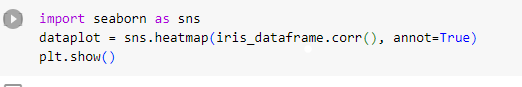 import seaborn as sns
dataplot = sns.heatmap(iris_dataframe.corr(), annot=True)
plt.show()